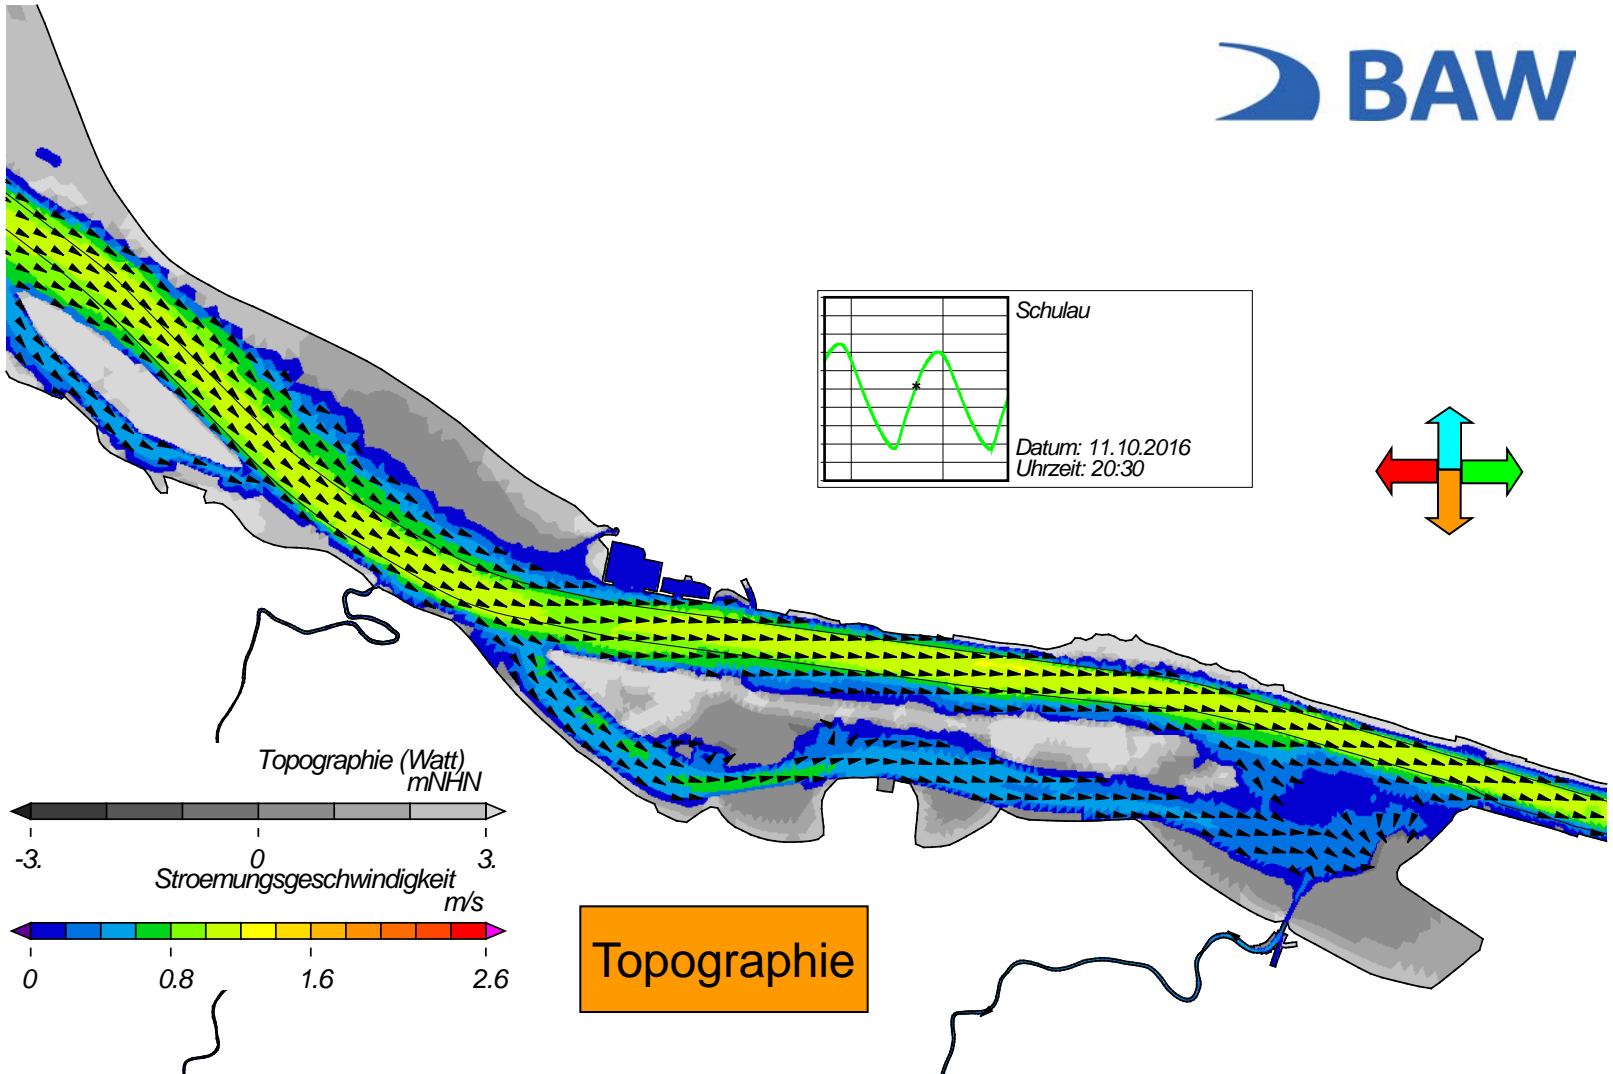 BAW
Schulau
Datum: 11.10.2016
Uhrzeit: 20:30
Topographie (Watt)
mNHN
-3. 0 3.
Stroemungsgeschwindigkeit
m/s
0 0.8 1.6 2.6
Topographie